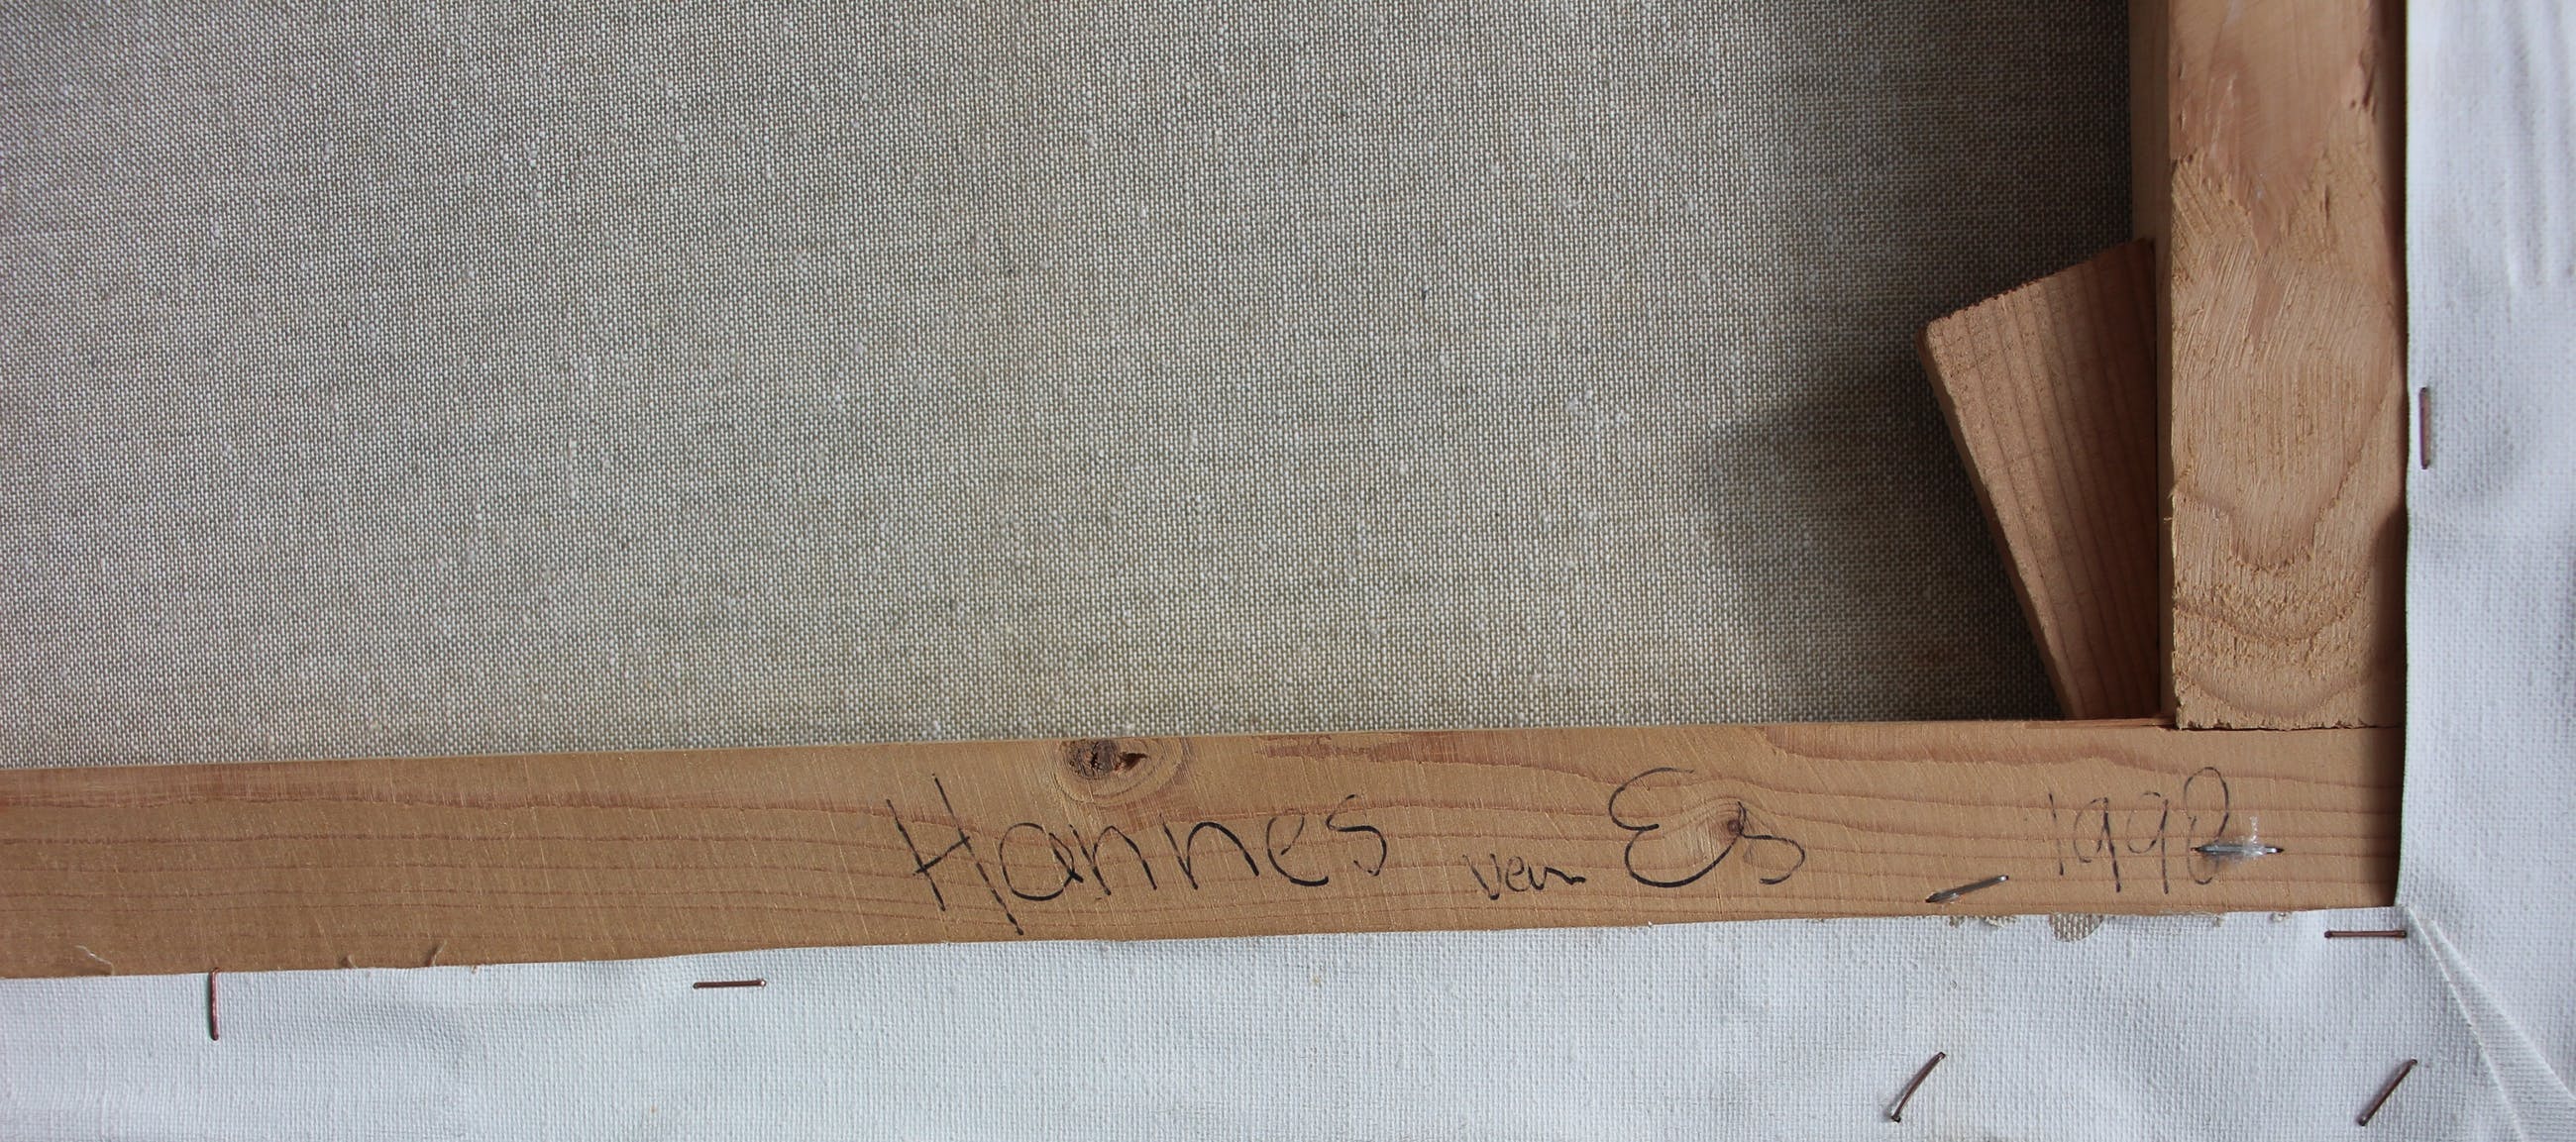 Hannes van Es 1998